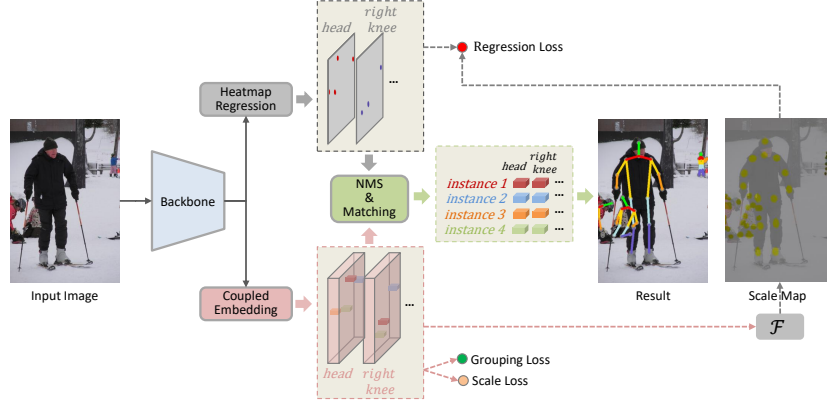 head
right
knee
...
Regression Loss
Heatmap
Regression
Input Image
Backbone
NMS
&
Matching
head
right
knee
instance 1 ...
instance 2 ...
instance 3 ...
instance 4 ...
Result
Scale Map
Coupled
Embedding
...
head
right
knee
F
Grouping Loss
Scale Loss